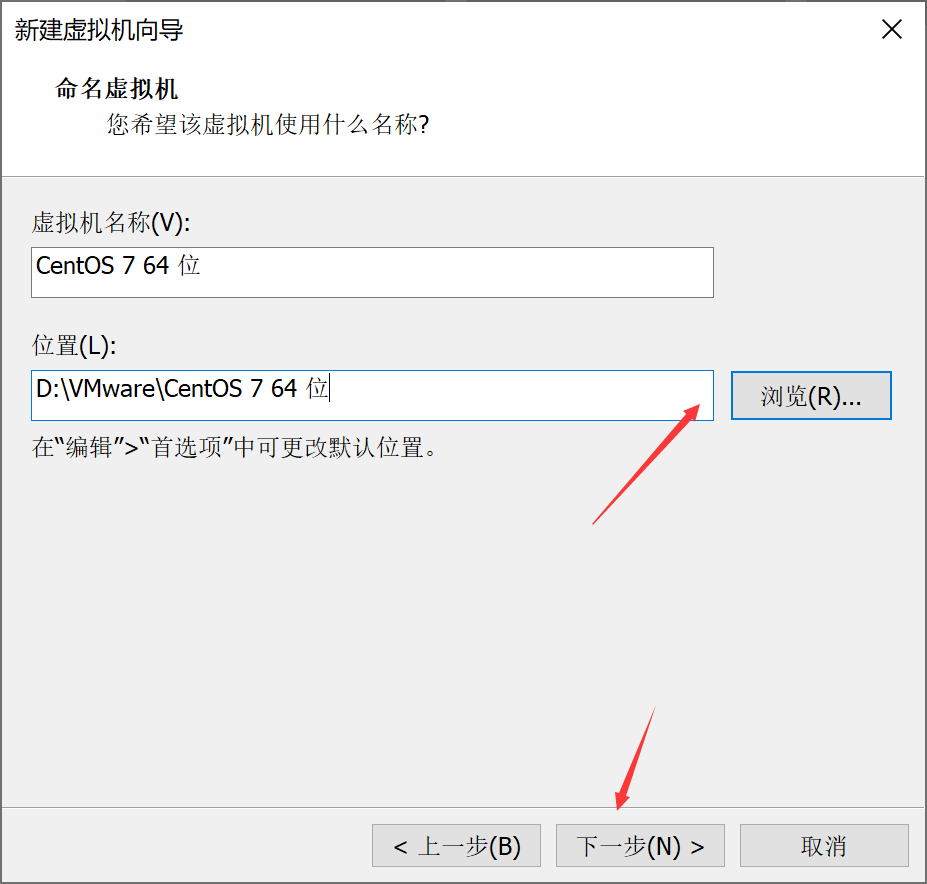 新建虚拟机向导
命名虚拟机
您希望该虚拟机使用什么名称?
虚拟机名称(V):
CentOS 7 64 位
位置(L):
D:\VMware\CentOS 7 64 位
浏览(R)...
在“编辑”>“首选项”中可更改默认位置。
< 上一步(B)
下一步(N) >
取消